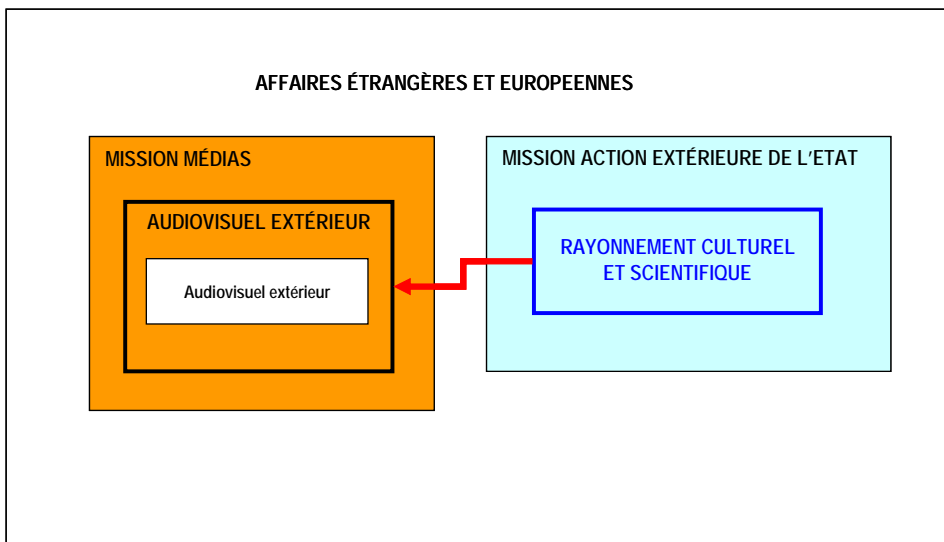 AFFAIRES ÉTRANGÈRES ET EUROPEENNES
MISSION MÉDIAS
AUDIOVISUEL EXTÉRIEUR
Audiovisuel extérieur
MISSION ACTION EXTÉRIEURE DE L'ETAT
RAYONNEMENT CULTUREL
ET SCIENTIFIQUE